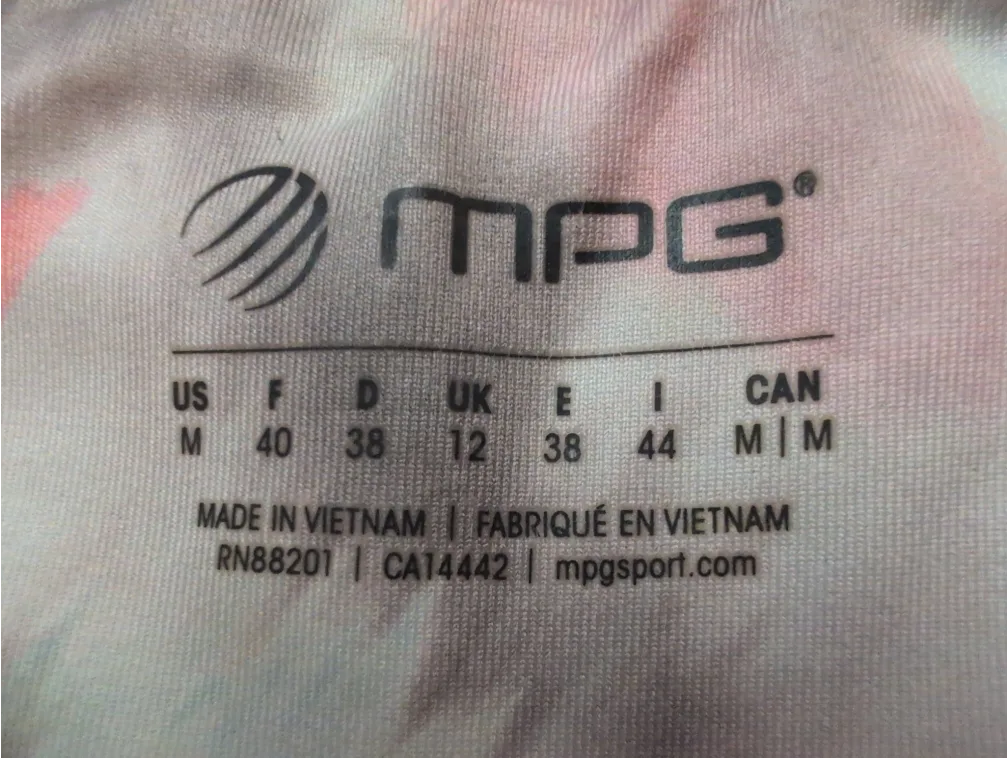 MPG®
US F D UK E I CAN
M 40 38 12 38 44 M | M
MADE IN VIETNAM | FABRIQUÉ EN VIETNAM
RN88201 | CA14442 | mpgsport.com